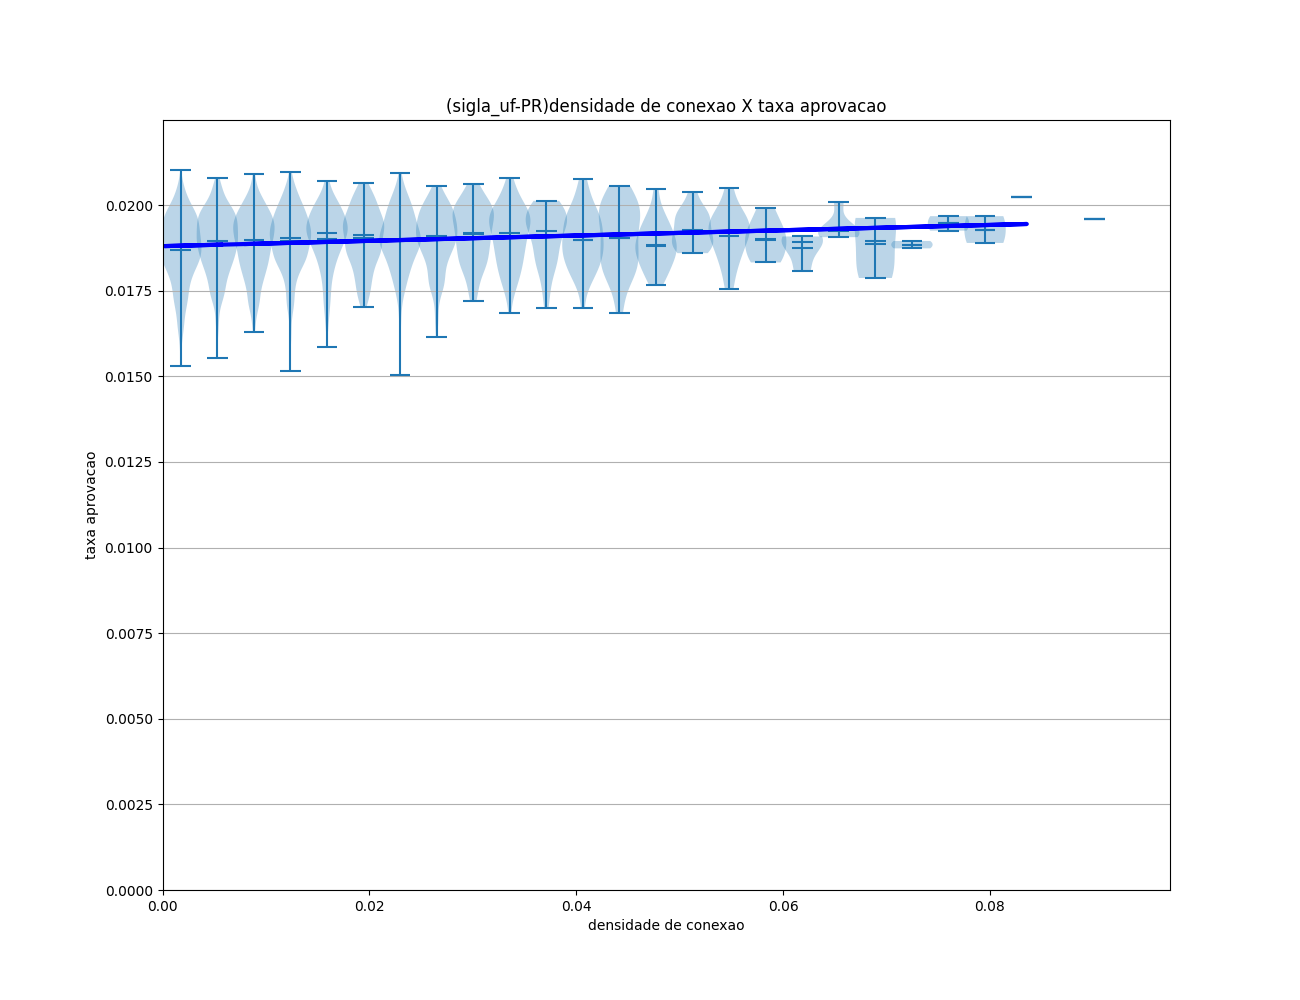 (sigla_uf-PR)densidade de conexao X taxa aprovacao
0.0200
0.0175
0.0150
0.0125
0.0100
0.0075
0.0050
0.0025
0.0000
taxa aprovacao
0.00 0.02 0.04 0.06 0.08
densidade de conexao